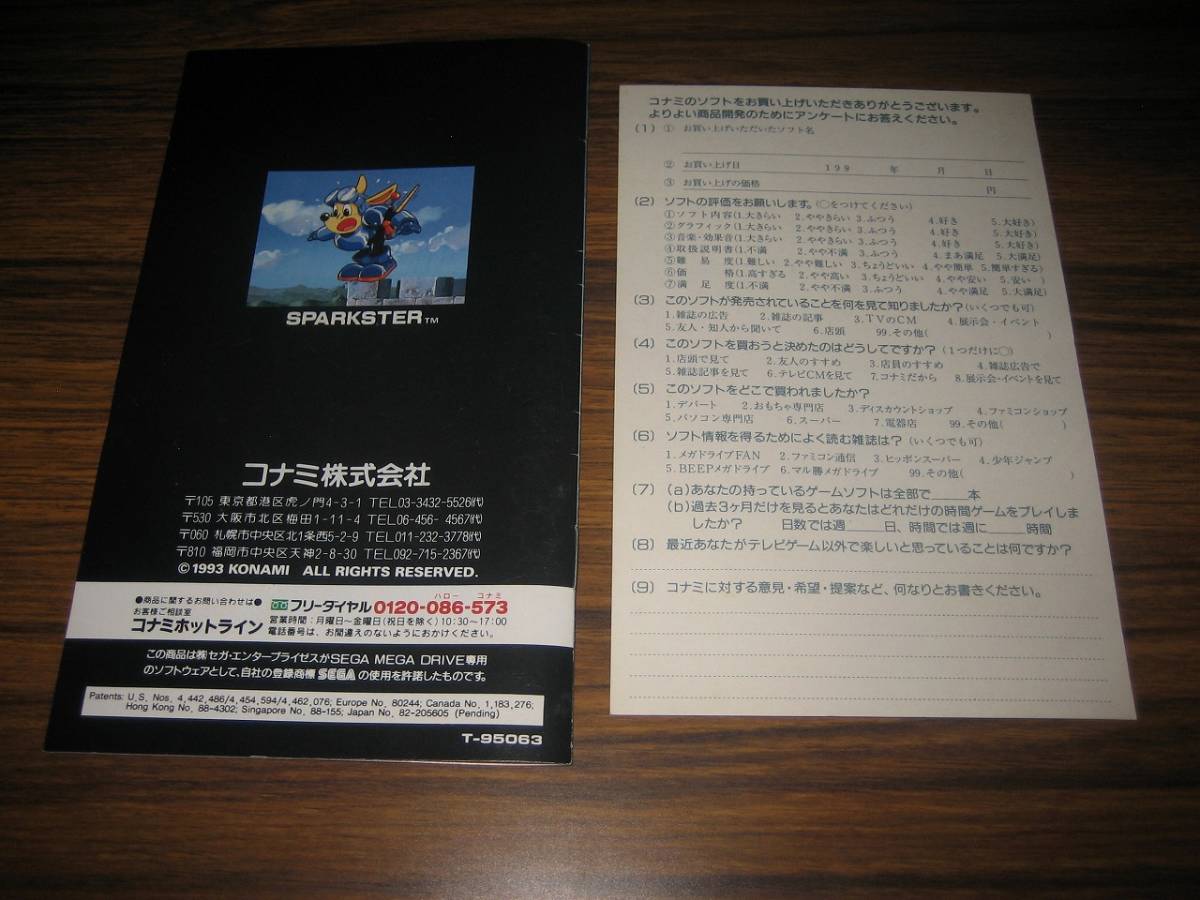 SPARKSTER™
コナミ株式会社
〒105 東京都港区虎ノ門4-3-1 TEL.03-3432-5526㈹
〒530 大阪市北区梅田1-11-4 TEL.06-456-4567㈹
〒060 札幌市中央区北1条西5-2-9 TEL.011-232-3778㈹
〒810 福岡市中央区天神2-8-30 TEL.092-715-2367㈹
©1993 KONAMI ALL RIGHTS RESERVED.
●商品に関するお問い合わせは●
お客様ご相談室
コナミホットライン
ハロー コナミ
フリーダイヤル 0120-086-573
営業時間:月曜日～金曜日(祝日を除く)10:30～17:00
電話番号は、お間違えのないようにおかけください。
この商品は㈱セガ・エンタープライゼスがSEGA MEGA DRIVE専用
のソフトウェアとして、自社の登録商標 SEGA の使用を許諾したものです。
Patents: U.S. Nos. 4,442,486/4,454,594/4,462,076; Europe No. 80244; Canada No. 1,183,276;
Hong Kong No. 88-4302; Singapore No. 88-155; Japan No. 82-205605 (Pending)
T-95063
コナミのソフトをお買い上げいただきありがとうございます。
よりよい商品開発のためにアンケートにお答えください。
(1) ① お買い上げいただいたソフト名
② お買い上げ日 199 年 月 日
③ お買い上げの価格 円
(2) ソフトの評価をお願いします。(○をつけてください)
①ソフト内容(1.大きらい 2.ややきらい 3.ふつう 4.好き 5.大好き)
②グラフィック(1.大きらい 2.ややきらい 3.ふつう 4.好き 5.大好き)
③音楽・効果音(1.大きらい 2.ややきらい 3.ふつう 4.好き 5.大好き)
④取扱説明書(1.不満 2.やや不満 3.ふつう 4.まあ満足 5.大満足)
⑤難易度(1.難しい 2.やや難しい 3.ちょうどいい 4.やや簡単 5.簡単すぎる)
⑥価格(1.高すぎる 2.やや高い 3.ちょうどいい 4.やや安い 5.安い)
⑦満足度(1.不満 2.やや不満 3.ふつう 4.やや満足 5.大満足)
(3) このソフトが発売されていることを何を見て知りましたか?(いくつでも可)
1.雑誌の広告 2.雑誌の記事 3.TVのCM 4.展示会・イベント
5.友人・知人から聞いて 6.店頭 99.その他( )
(4) このソフトを買おうと決めたのはどうしてですか?(1つだけに○)
1.店頭で見て 2.友人のすすめ 3.店員のすすめ 4.雑誌広告で
5.雑誌記事を見て 6.テレビCMを見て 7.コナミだから 8.展示会・イベントを見て
(5) このソフトをどこで買われましたか?
1.デパート 2.おもちゃ専門店 3.ディスカウントショップ 4.ファミコンショップ
5.パソコン専門店 6.スーパー 7.電器店 99.その他( )
(6) ソフト情報を得るためによく読む雑誌は?(いくつでも可)
1.メガドライブFAN 2.ファミコン通信 3.ヒッポンスーパー 4.少年ジャンプ
5.BEEPメガドライブ 6.マル勝メガドライブ 99.その他( )
(7) (a)あなたの持っているゲームソフトは全部で____本
(b)過去3ヶ月だけを見るとあなたはどれだけの時間ゲームをプレイしま
したか? 日数では週____日、時間では週に____時間
(8) 最近あなたがテレビゲーム以外で楽しいと思っていることは何ですか?
(9) コナミに対する意見・希望・提案など、何なりとお書きください。